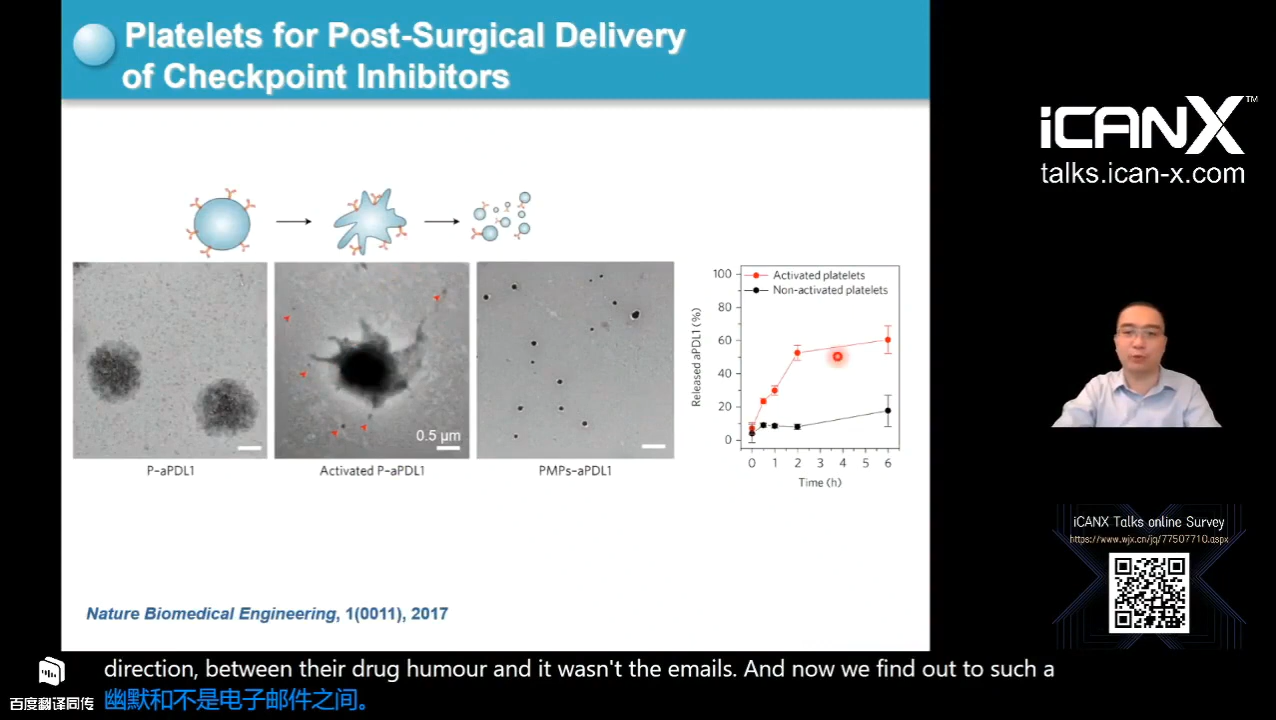 Platelets for Post-Surgical Delivery
of Checkpoint Inhibitors
iCANX™
talks.ican-x.com
0.5 μm
P-aPDL1
Activated P-aPDL1
PMPs-aPDL1
Released aPDL1 (%)
100
80
60
40
20
0
Activated platelets
Non-activated platelets
0 1 2 3 4 5 6
Time (h)
iCANX Talks online Survey
https://www.wjx.cn/jq/77507710.aspx
Nature Biomedical Engineering, 1(0011), 2017
direction, between their drug humour and it wasn't the emails. And now we find out to such a
幽默和不是电子邮件之间。
百度翻译同传